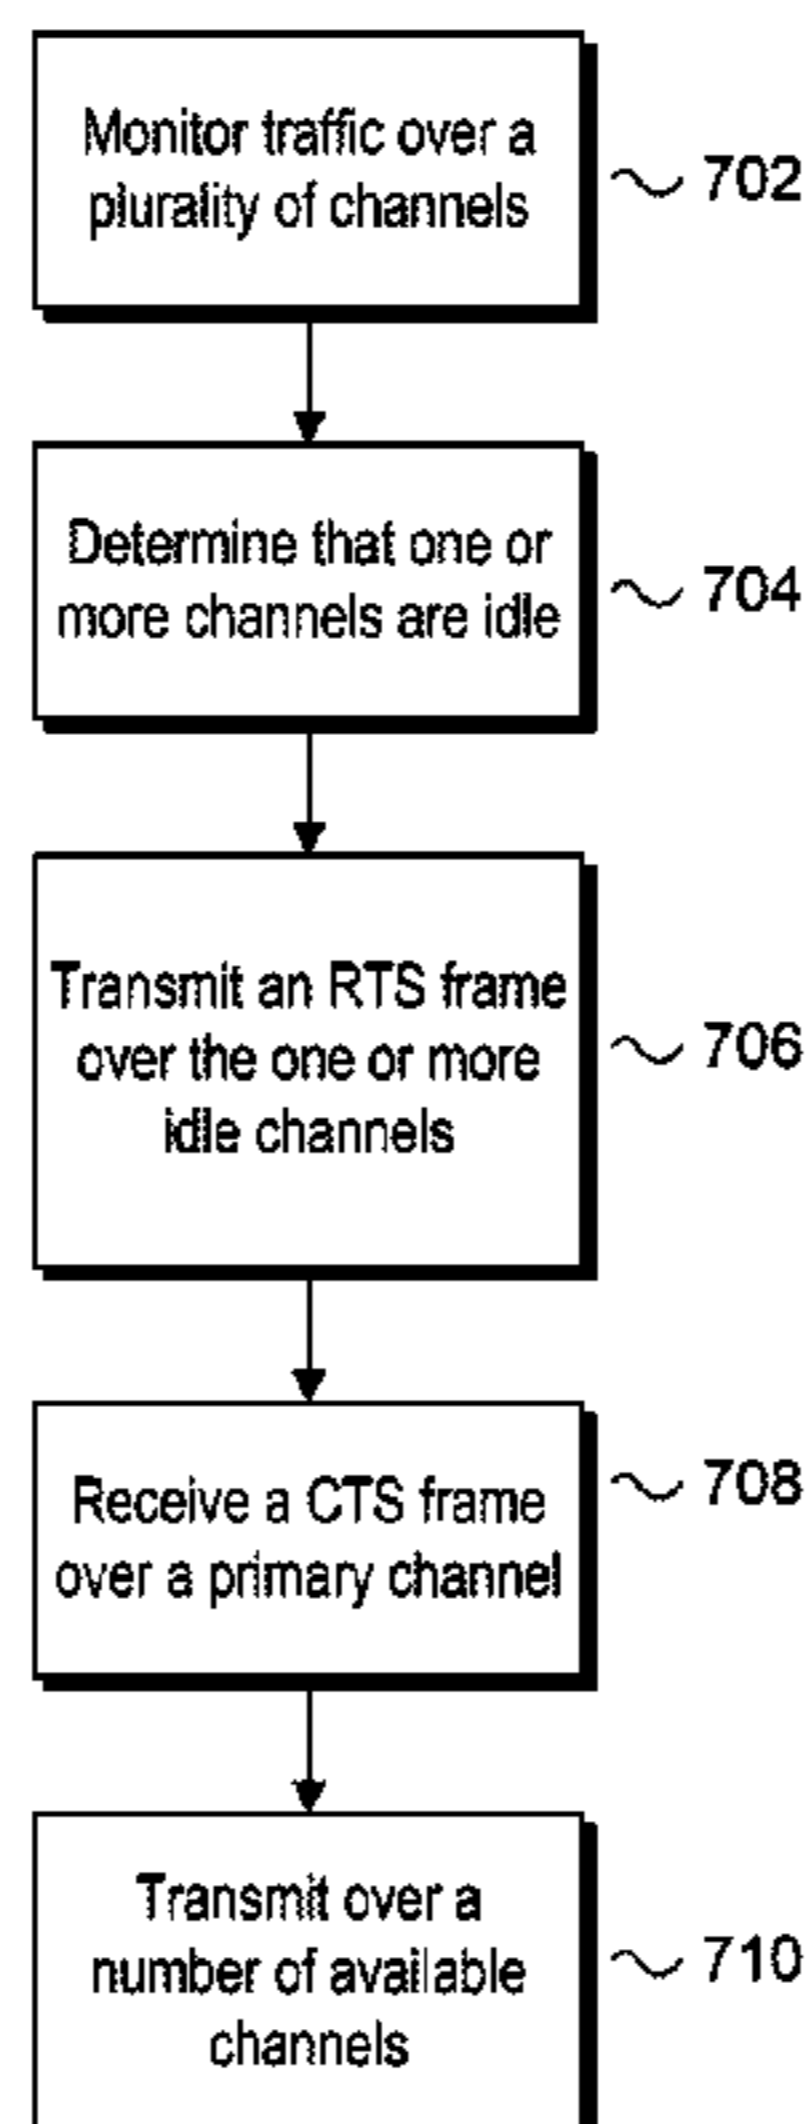 Monitor traffic over a
plurality of channels
702
Determine that one or
more channels are idle
704
Transmit an RTS frame
over the one or more
idle channels
706
Receive a CTS frame
over a primary channel
708
Transmit over a
number of available
channels
710